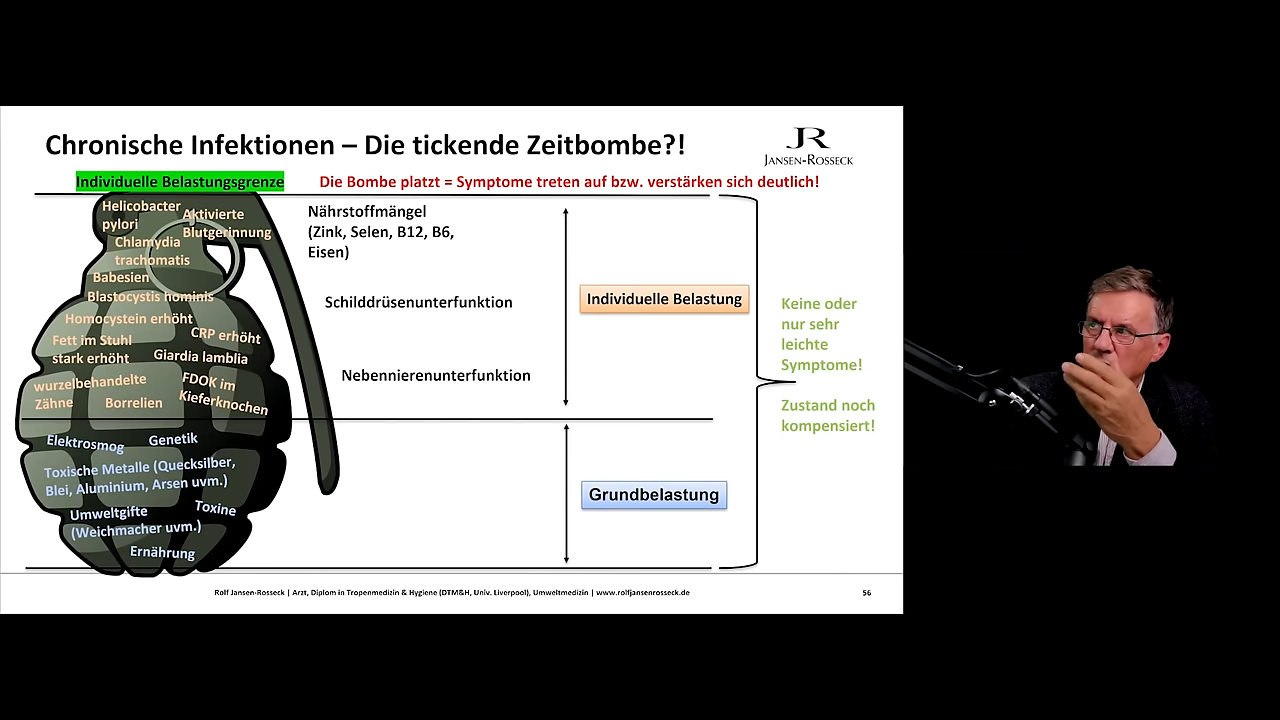 Chronische Infektionen – Die tickende Zeitbombe?!
JR
JANSEN-ROSSECK
Individuelle Belastungsgrenze
Die Bombe platzt = Symptome treten auf bzw. verstärken sich deutlich!
Helicobacter
pylori
Aktivierte
Blutgerinnung
Chlamydia
trachomatis
Babesien
Blastocystis hominis
Homocystein erhöht
CRP erhöht
Fett im Stuhl
stark erhöht
Giardia lamblia
wurzelbehandelte
Zähne
Borrelien
FDOK im
Kieferknochen
Elektrosmog
Genetik
Toxische Metalle (Quecksilber,
Blei, Aluminium, Arsen uvm.)
Umweltgifte
(Weichmacher uvm.)
Toxine
Ernährung
Nährstoffmängel
(Zink, Selen, B12, B6,
Eisen)
Schilddrüsenunterfunktion
Nebennierenunterfunktion
Individuelle Belastung
Grundbelastung
Keine oder
nur sehr
leichte
Symptome!
Zustand noch
kompensiert!
Rolf Jansen-Rosseck | Arzt, Diplom in Tropenmedizin & Hygiene (DTM&H, Univ. Liverpool), Umweltmedizin | www.rolfjansenrosseck.de
56